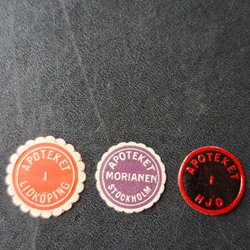 APOTEKET
I
LIDKÖPING
APOTEKET
MORIANEN
STOCKHOLM
APOTEKET
I
HJO